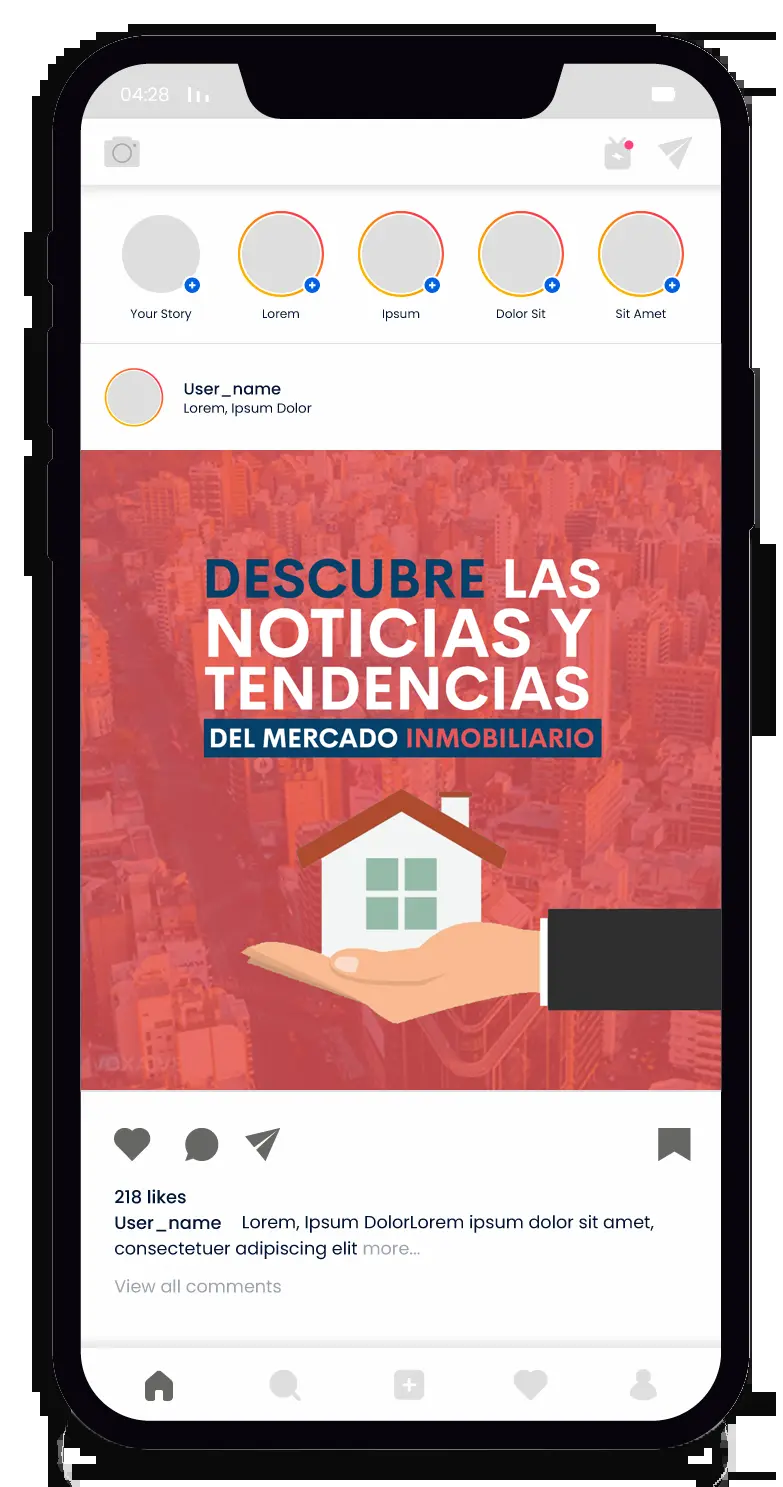 04:28
Your Story
Lorem
Ipsum
Dolor Sit
Sit Amet
User_name
Lorem, Ipsum Dolor
DESCUBRE LAS
NOTICIAS Y
TENDENCIAS
DEL MERCADO INMOBILIARIO
218 likes
User_name Lorem, Ipsum DolorLorem ipsum dolor sit amet,
consectetuer adipiscing elit more...
View all comments